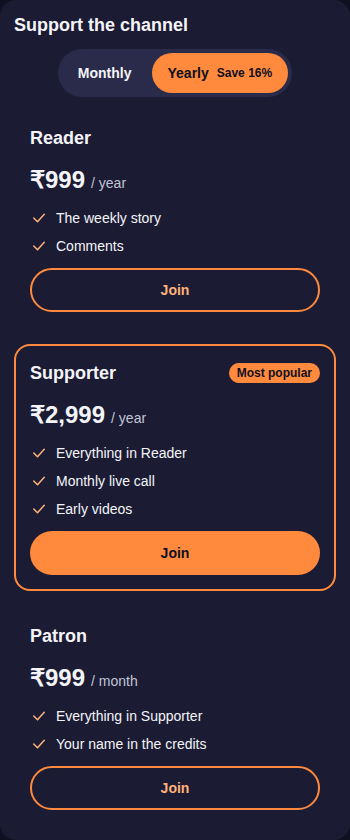 Support the channel
Monthly Yearly Save 16%
Reader
₹999 / year
The weekly story
Comments
Join
Supporter Most popular
₹2,999 / year
Everything in Reader
Monthly live call
Early videos
Join
Patron
₹999 / month
Everything in Supporter
Your name in the credits
Join